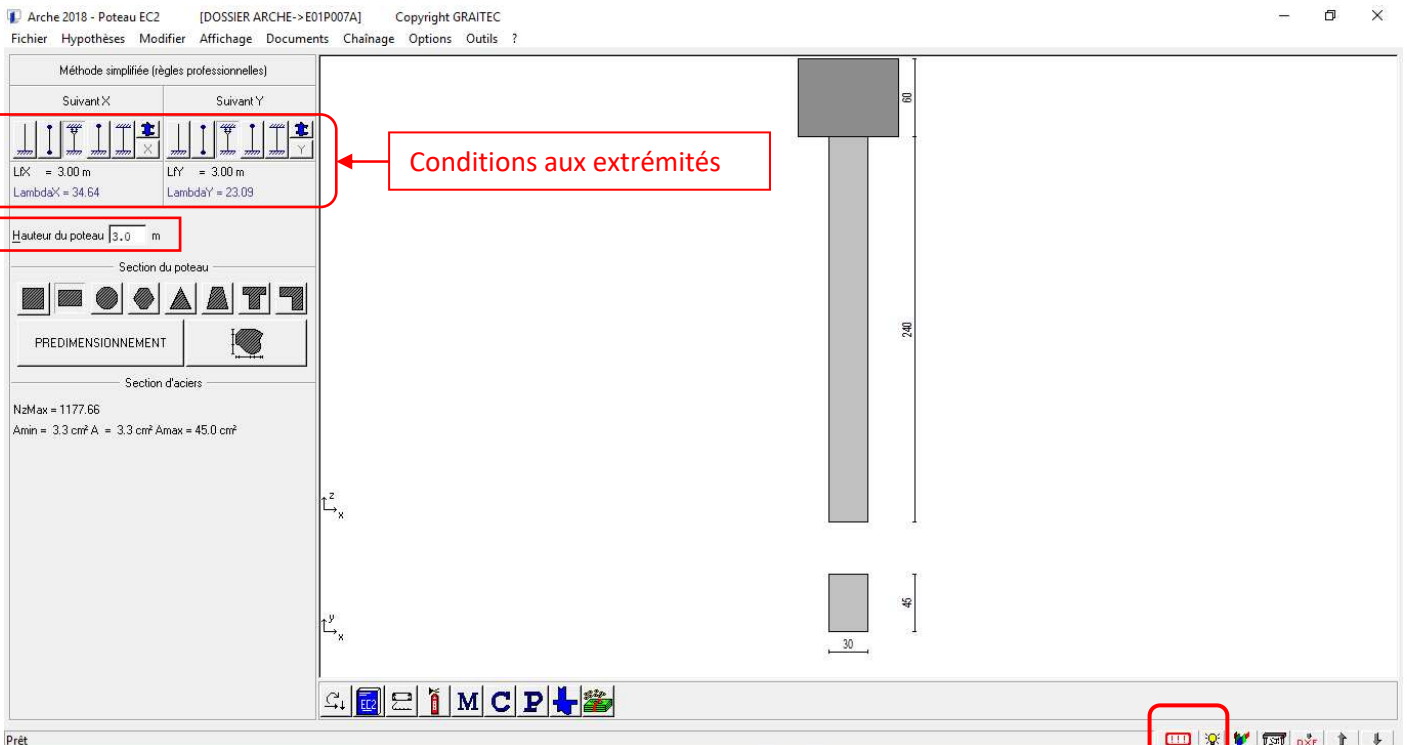 Arche 2018 - Poteau EC2 [DOSSIER ARCHE->E01P007A] Copyright GRAITEC
Fichier Hypothèses Modifier Affichage Documents Chaînage Options Outils ?
Méthode simplifiée (règles professionnelles)
Suivant X Suivant Y
X Y
LfX = 3.00 m LfY = 3.00 m
LambdaX = 34.64 LambdaY = 23.09
Conditions aux extrémités
Hauteur du poteau 3.0 m
Section du poteau
PREDIMENSIONNEMENT
Section d'aciers
NzMax = 1177.66
Amin = 3.3 cm² A = 3.3 cm² Amax = 45.0 cm²
60
240
z
x
45
y
x
30
EC2 M C P
Prêt
DXF